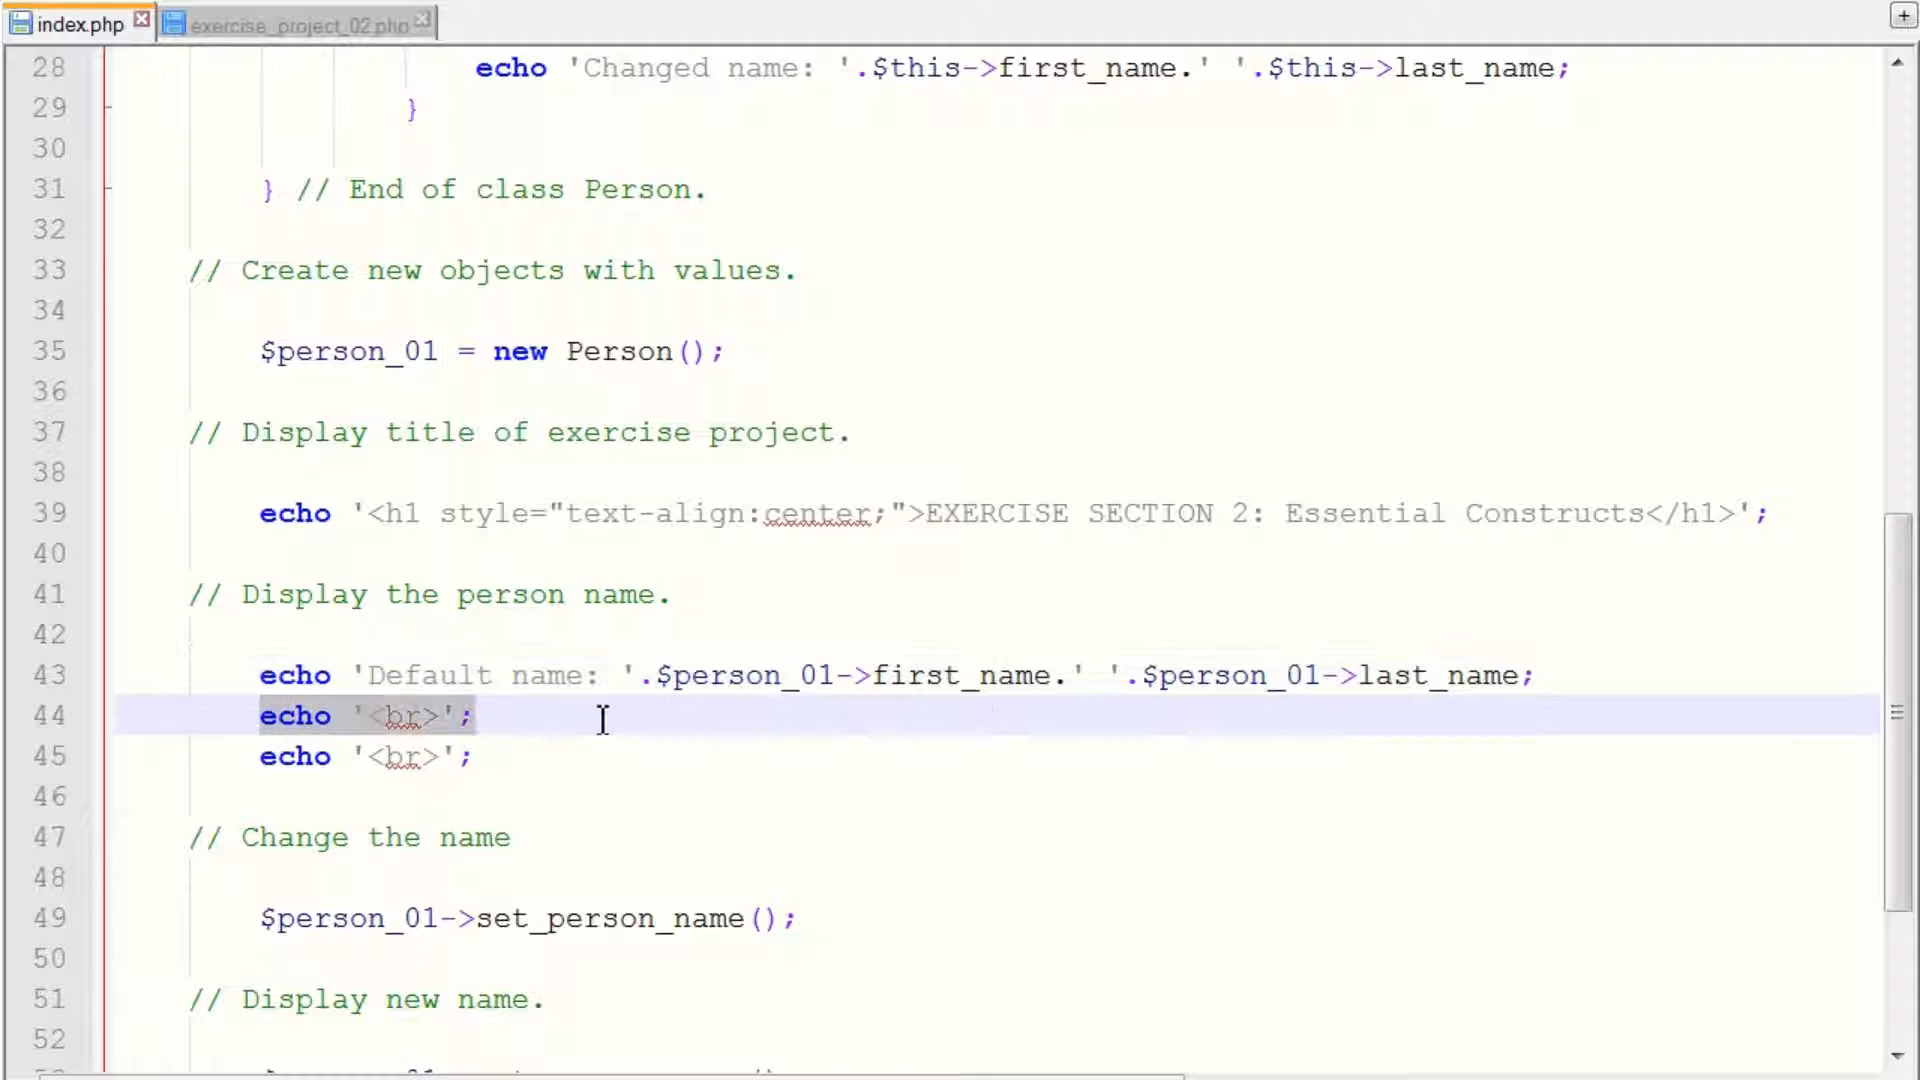 index.php exercise_project_02.php
28 echo 'Changed name: '.$this->first_name.' '.$this->last_name;
29 }
30
31 } // End of class Person.
32
33 // Create new objects with values.
34
35 $person_01 = new Person();
36
37 // Display title of exercise project.
38
39 echo '<h1 style="text-align:center;">EXERCISE SECTION 2: Essential Constructs</h1>';
40
41 // Display the person name.
42
43 echo 'Default name: '.$person_01->first_name.' '.$person_01->last_name;
44 echo '<br>';
45 echo '<br>';
46
47 // Change the name
48
49 $person_01->set_person_name();
50
51 // Display new name.
52